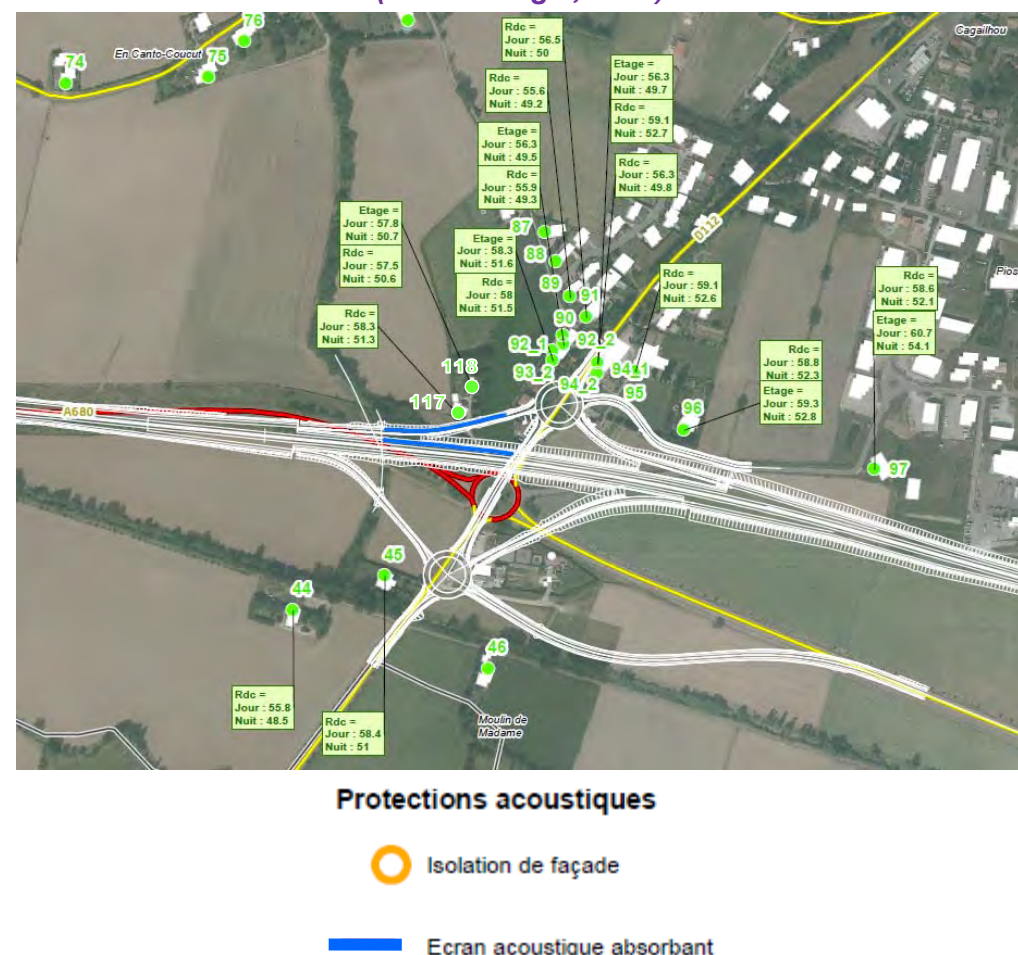 76
Cagailhou
En Canto-Coucut
74
75
Rdc =
Jour : 56.5
Nuit : 50
Rdc =
Jour : 55.6
Nuit : 49.2
Etage =
Jour : 56.3
Nuit : 49.7
Rdc =
Jour : 59.1
Nuit : 52.7
Etage =
Jour : 56.3
Nuit : 49.5
Rdc =
Jour : 55.9
Nuit : 49.3
Rdc =
Jour : 56.3
Nuit : 49.8
Etage =
Jour : 57.8
Nuit : 50.7
Rdc =
Jour : 57.5
Nuit : 50.6
Etage =
Jour : 58.3
Nuit : 51.6
Rdc =
Jour : 58
Nuit : 51.5
87
88
89
91
90
D112
Rdc =
Jour : 59.1
Nuit : 52.6
Rdc =
Jour : 58.6
Nuit : 52.1
Etage =
Jour : 60.7
Nuit : 54.1
Rdc =
Jour : 58.3
Nuit : 51.3
92_1
92_2
93_2
94_1
94_2
95
118
117
Rdc =
Jour : 58.8
Nuit : 52.3
Etage =
Jour : 59.3
Nuit : 52.8
A680
96
97
45
44
46
Rdc =
Jour : 55.8
Nuit : 48.5
Rdc =
Jour : 58.4
Nuit : 51
Moulin de
Madame
Protections acoustiques
Isolation de façade
Ecran acoustique absorbant